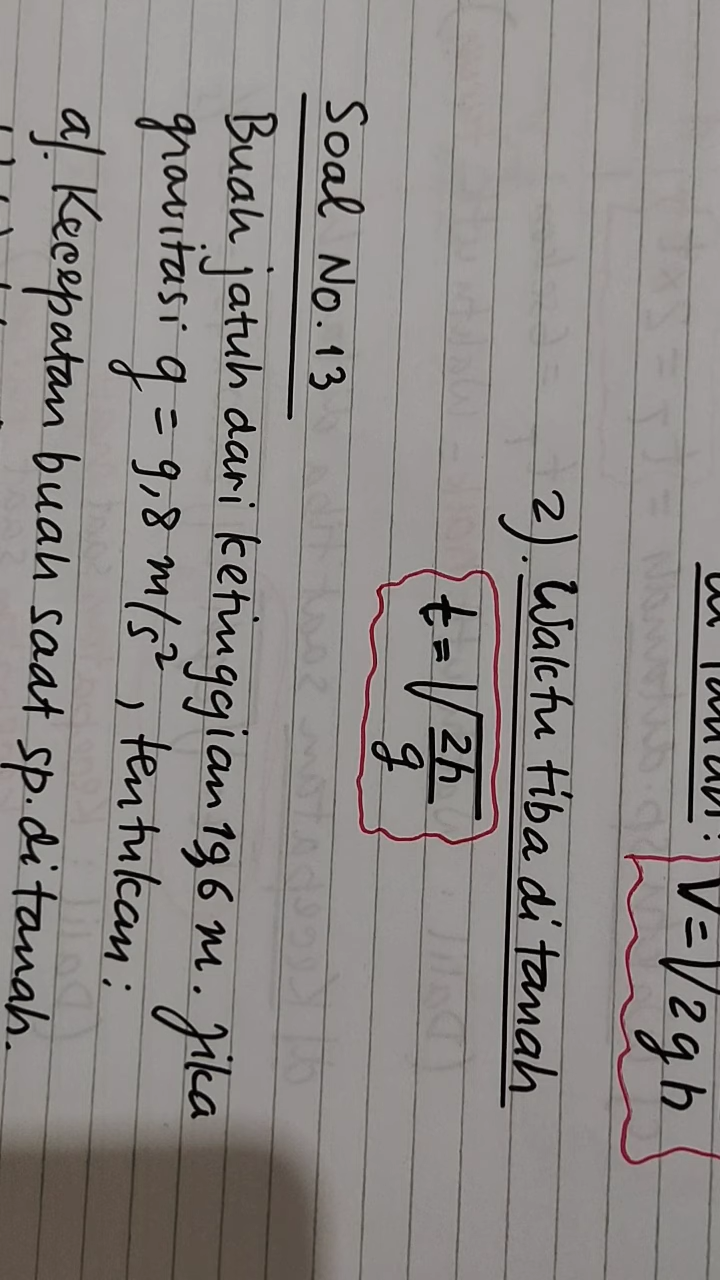 V = √2gh
2). Waktu tiba di tanah
t = √2h/g
Soal No. 13
Buah jatuh dari ketinggian 19,6 m. Jika
gravitasi g = 9,8 m/s², tentukan:
a). Kecepatan buah saat sp. di tanah.